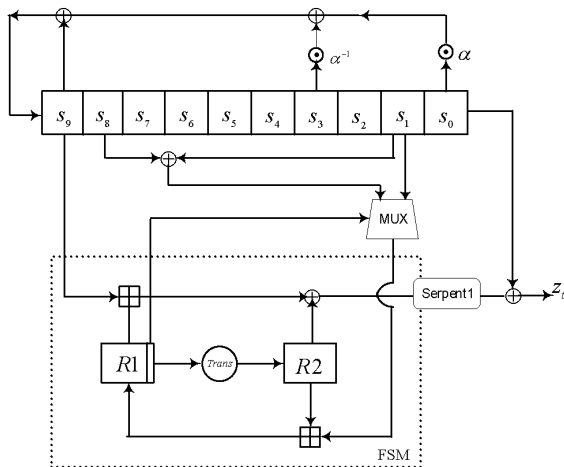 α⁻¹
α
s₉ s₈ s₇ s₆ s₅ s₄ s₃ s₂ s₁ s₀
MUX
Serpent1
zₜ
R1
Trans
R2
FSM